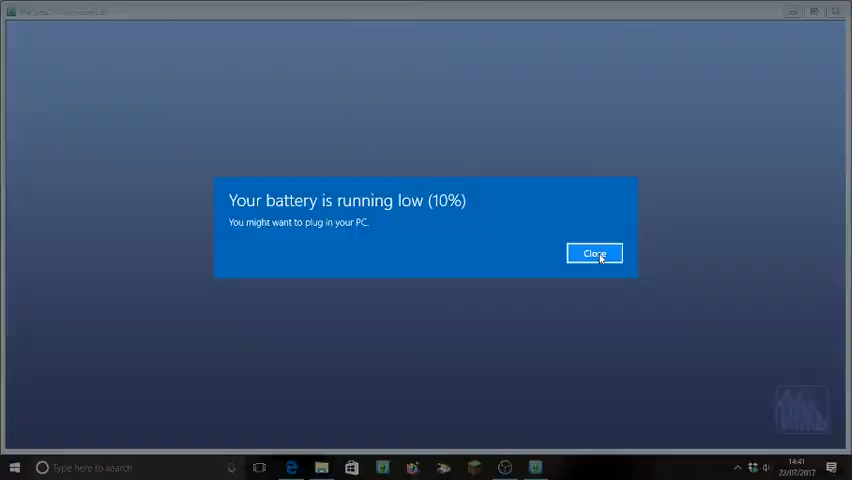 Your battery is running low (10%)
You might want to plug in your PC.
Close
Type here to search
14:41
22/07/2017